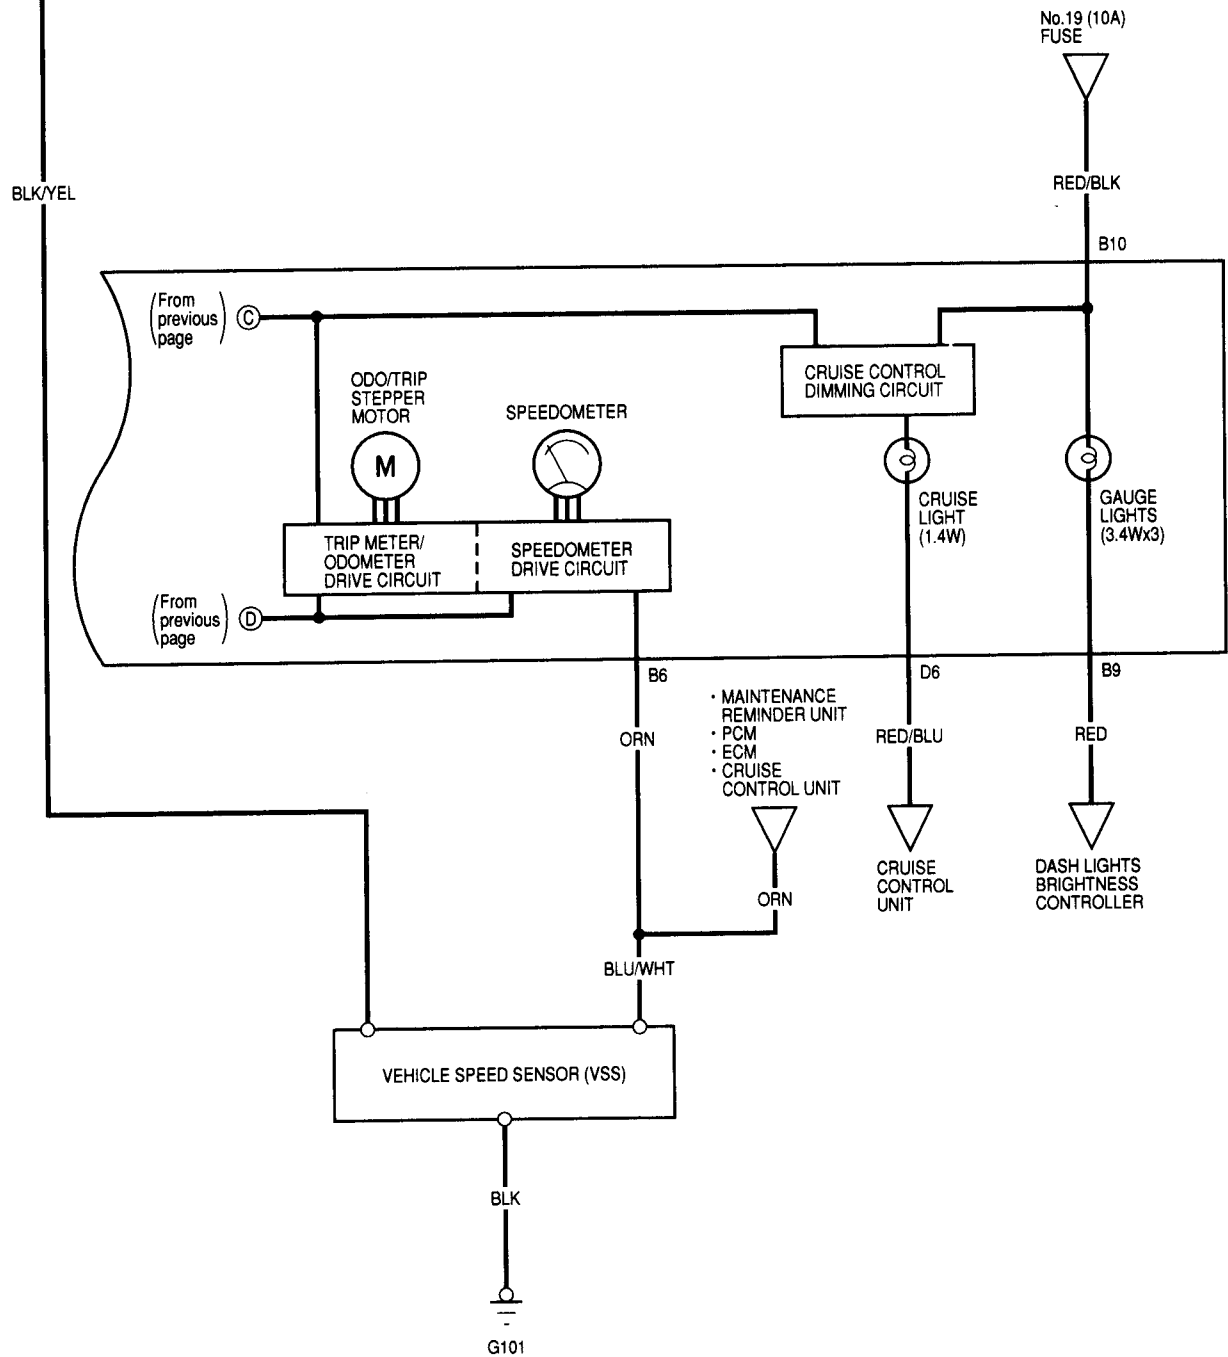 No.19 (10A)
FUSE
BLK/YEL
RED/BLK
B10
(From
previous
page)
C
ODO/TRIP
STEPPER
MOTOR
M
SPEEDOMETER
CRUISE CONTROL
DIMMING CIRCUIT
CRUISE
LIGHT
(1.4W)
GAUGE
LIGHTS
(3.4Wx3)
TRIP METER/
ODOMETER
DRIVE CIRCUIT
SPEEDOMETER
DRIVE CIRCUIT
(From
previous
page)
D
B6
D6
B9
ORN
· MAINTENANCE
REMINDER UNIT
· PCM
· ECM
· CRUISE
CONTROL UNIT
RED/BLU
RED
CRUISE
CONTROL
UNIT
DASH LIGHTS
BRIGHTNESS
CONTROLLER
ORN
BLU/WHT
VEHICLE SPEED SENSOR (VSS)
BLK
G101